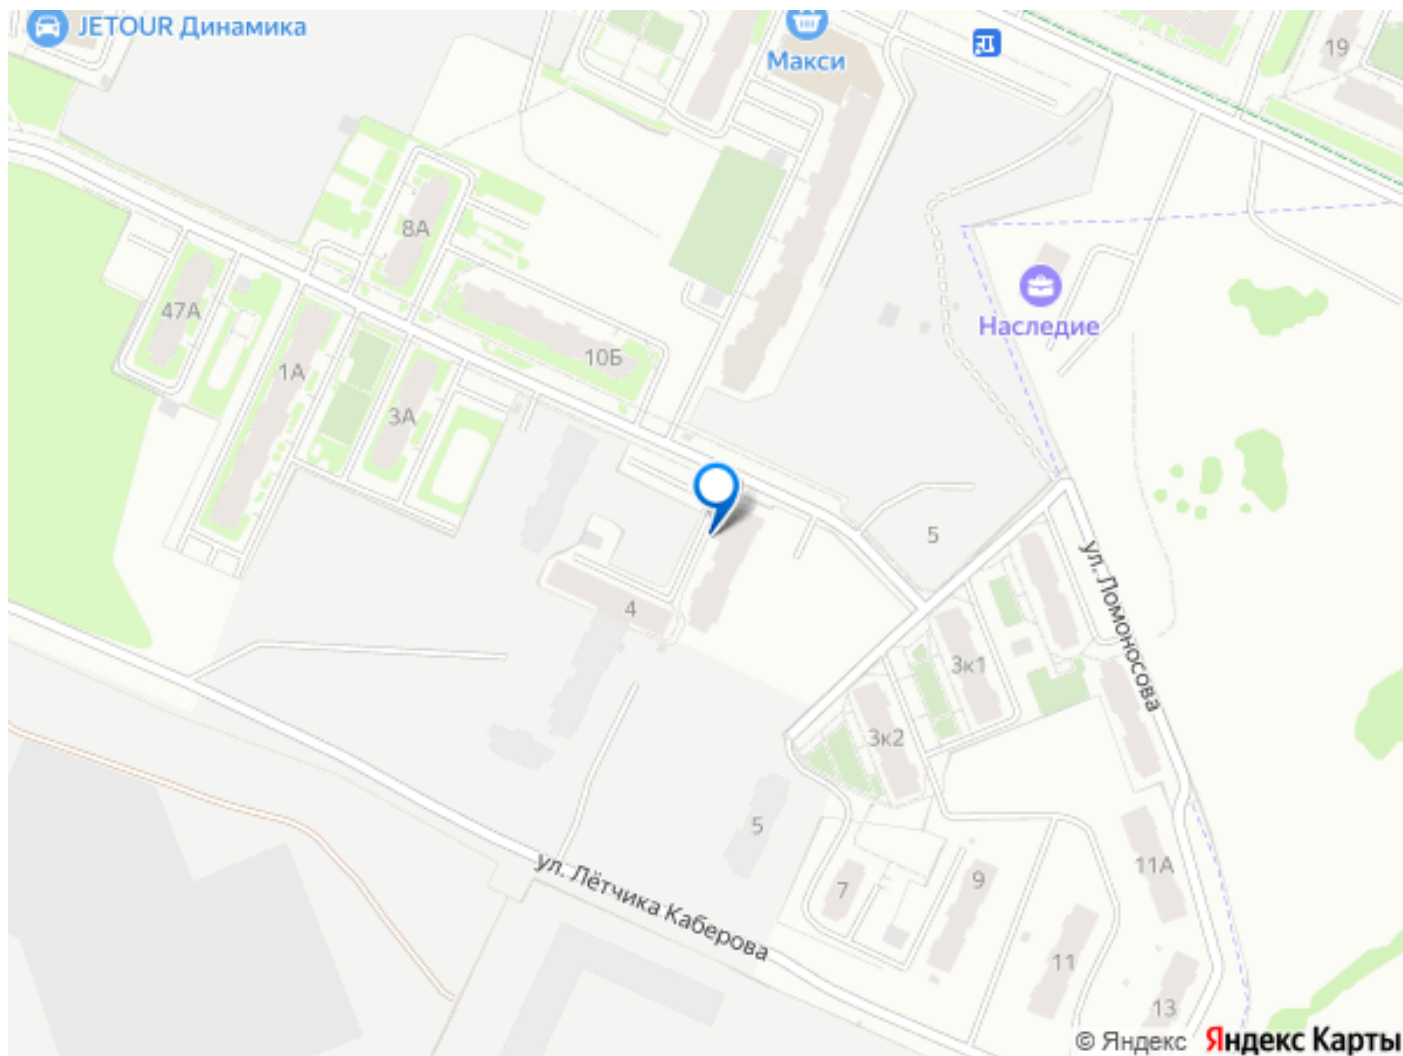 JETOUR Динамика
Макси
19
8А
47А
Наследие
10Б
1А
3А
5
ул. Ломоносова
4
3к1
3к2
5
11А
7
9
ул. Лётчика Каберова
11
13
© Яндекс Яндекс Карты